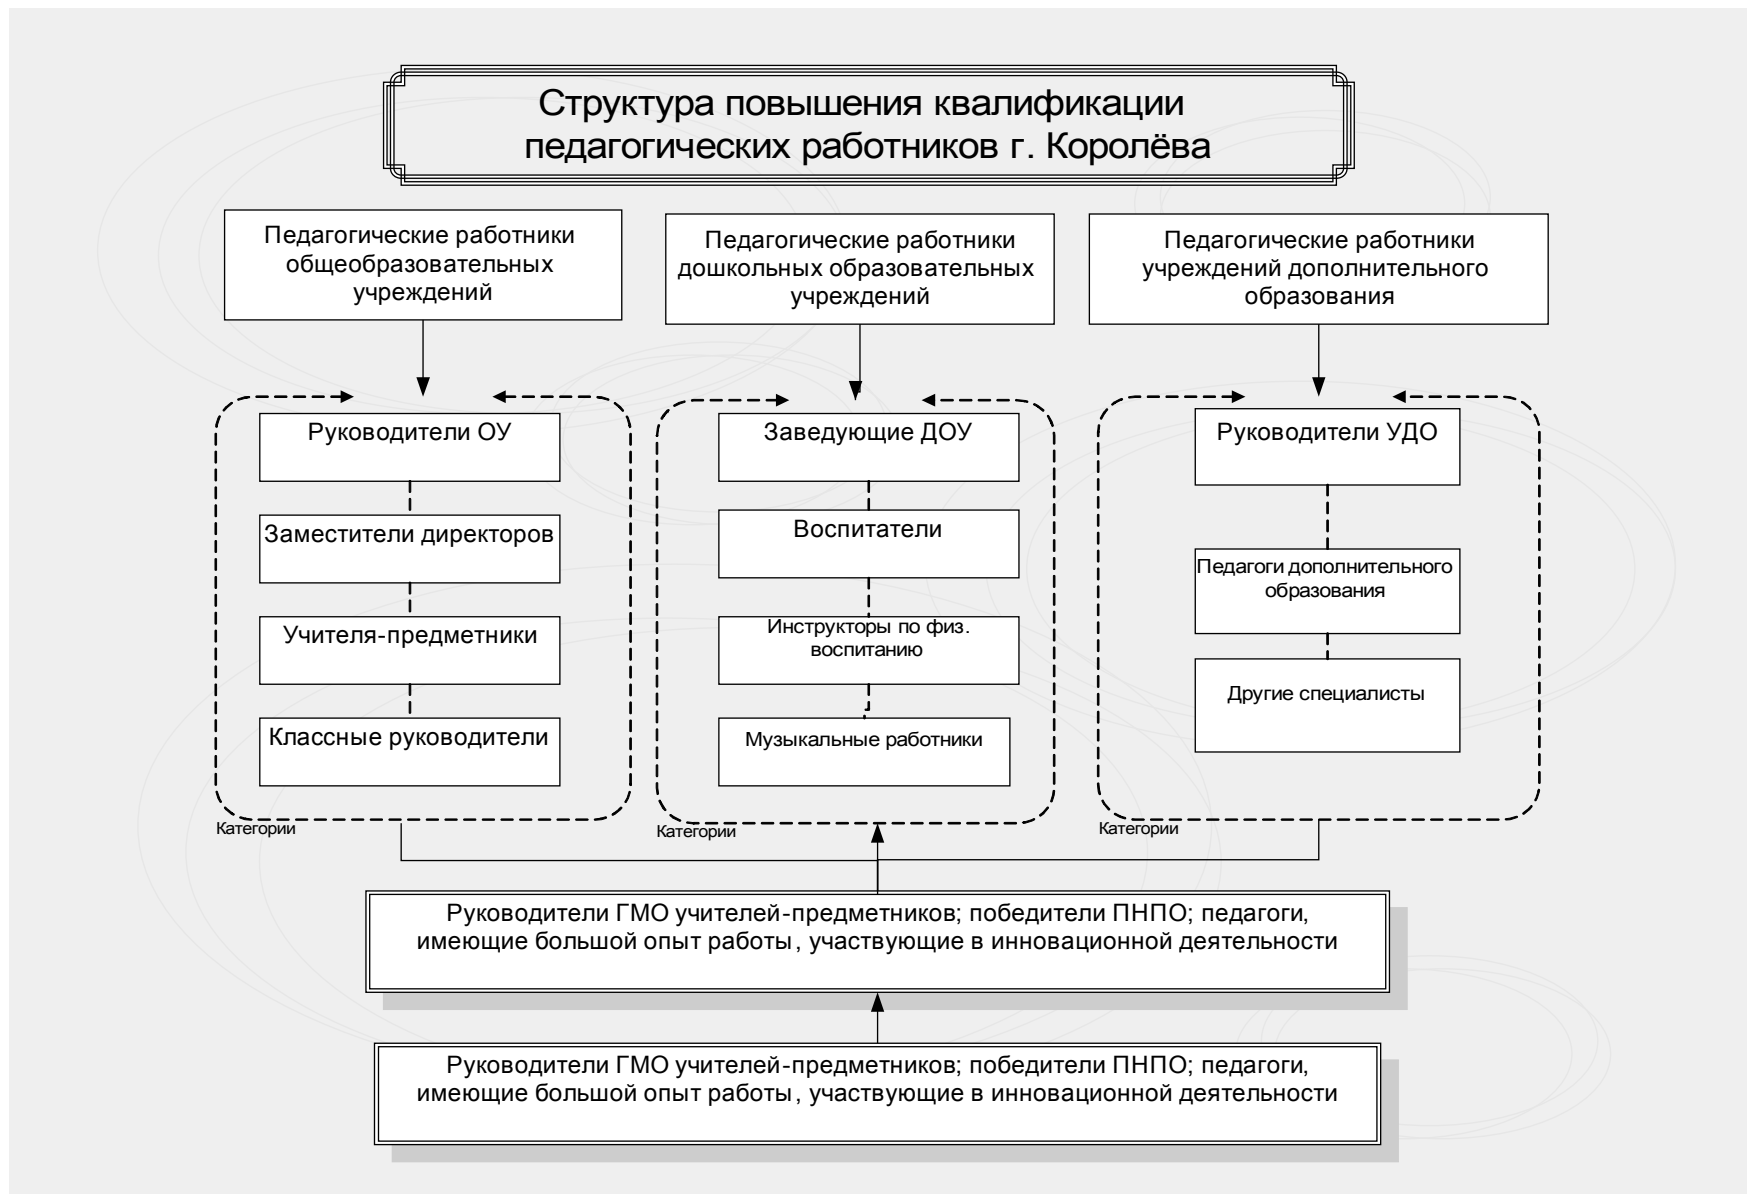 Структура повышения квалификации
педагогических работников г. Королёва
Педагогические работники
общеобразовательных
учреждений
Педагогические работники
дошкольных образовательных
учреждений
Педагогические работники
учреждений дополнительного
образования
Руководители ОУ
Заместители директоров
Учителя-предметники
Классные руководители
Категории
Заведующие ДОУ
Воспитатели
Инструкторы по физ.
воспитанию
Музыкальные работники
Категории
Руководители УДО
Педагоги дополнительного
образования
Другие специалисты
Категории
Руководители ГМО учителей-предметников; победители ПНПО; педагоги,
имеющие большой опыт работы, участвующие в инновационной деятельности
Руководители ГМО учителей-предметников; победители ПНПО; педагоги,
имеющие большой опыт работы, участвующие в инновационной деятельности